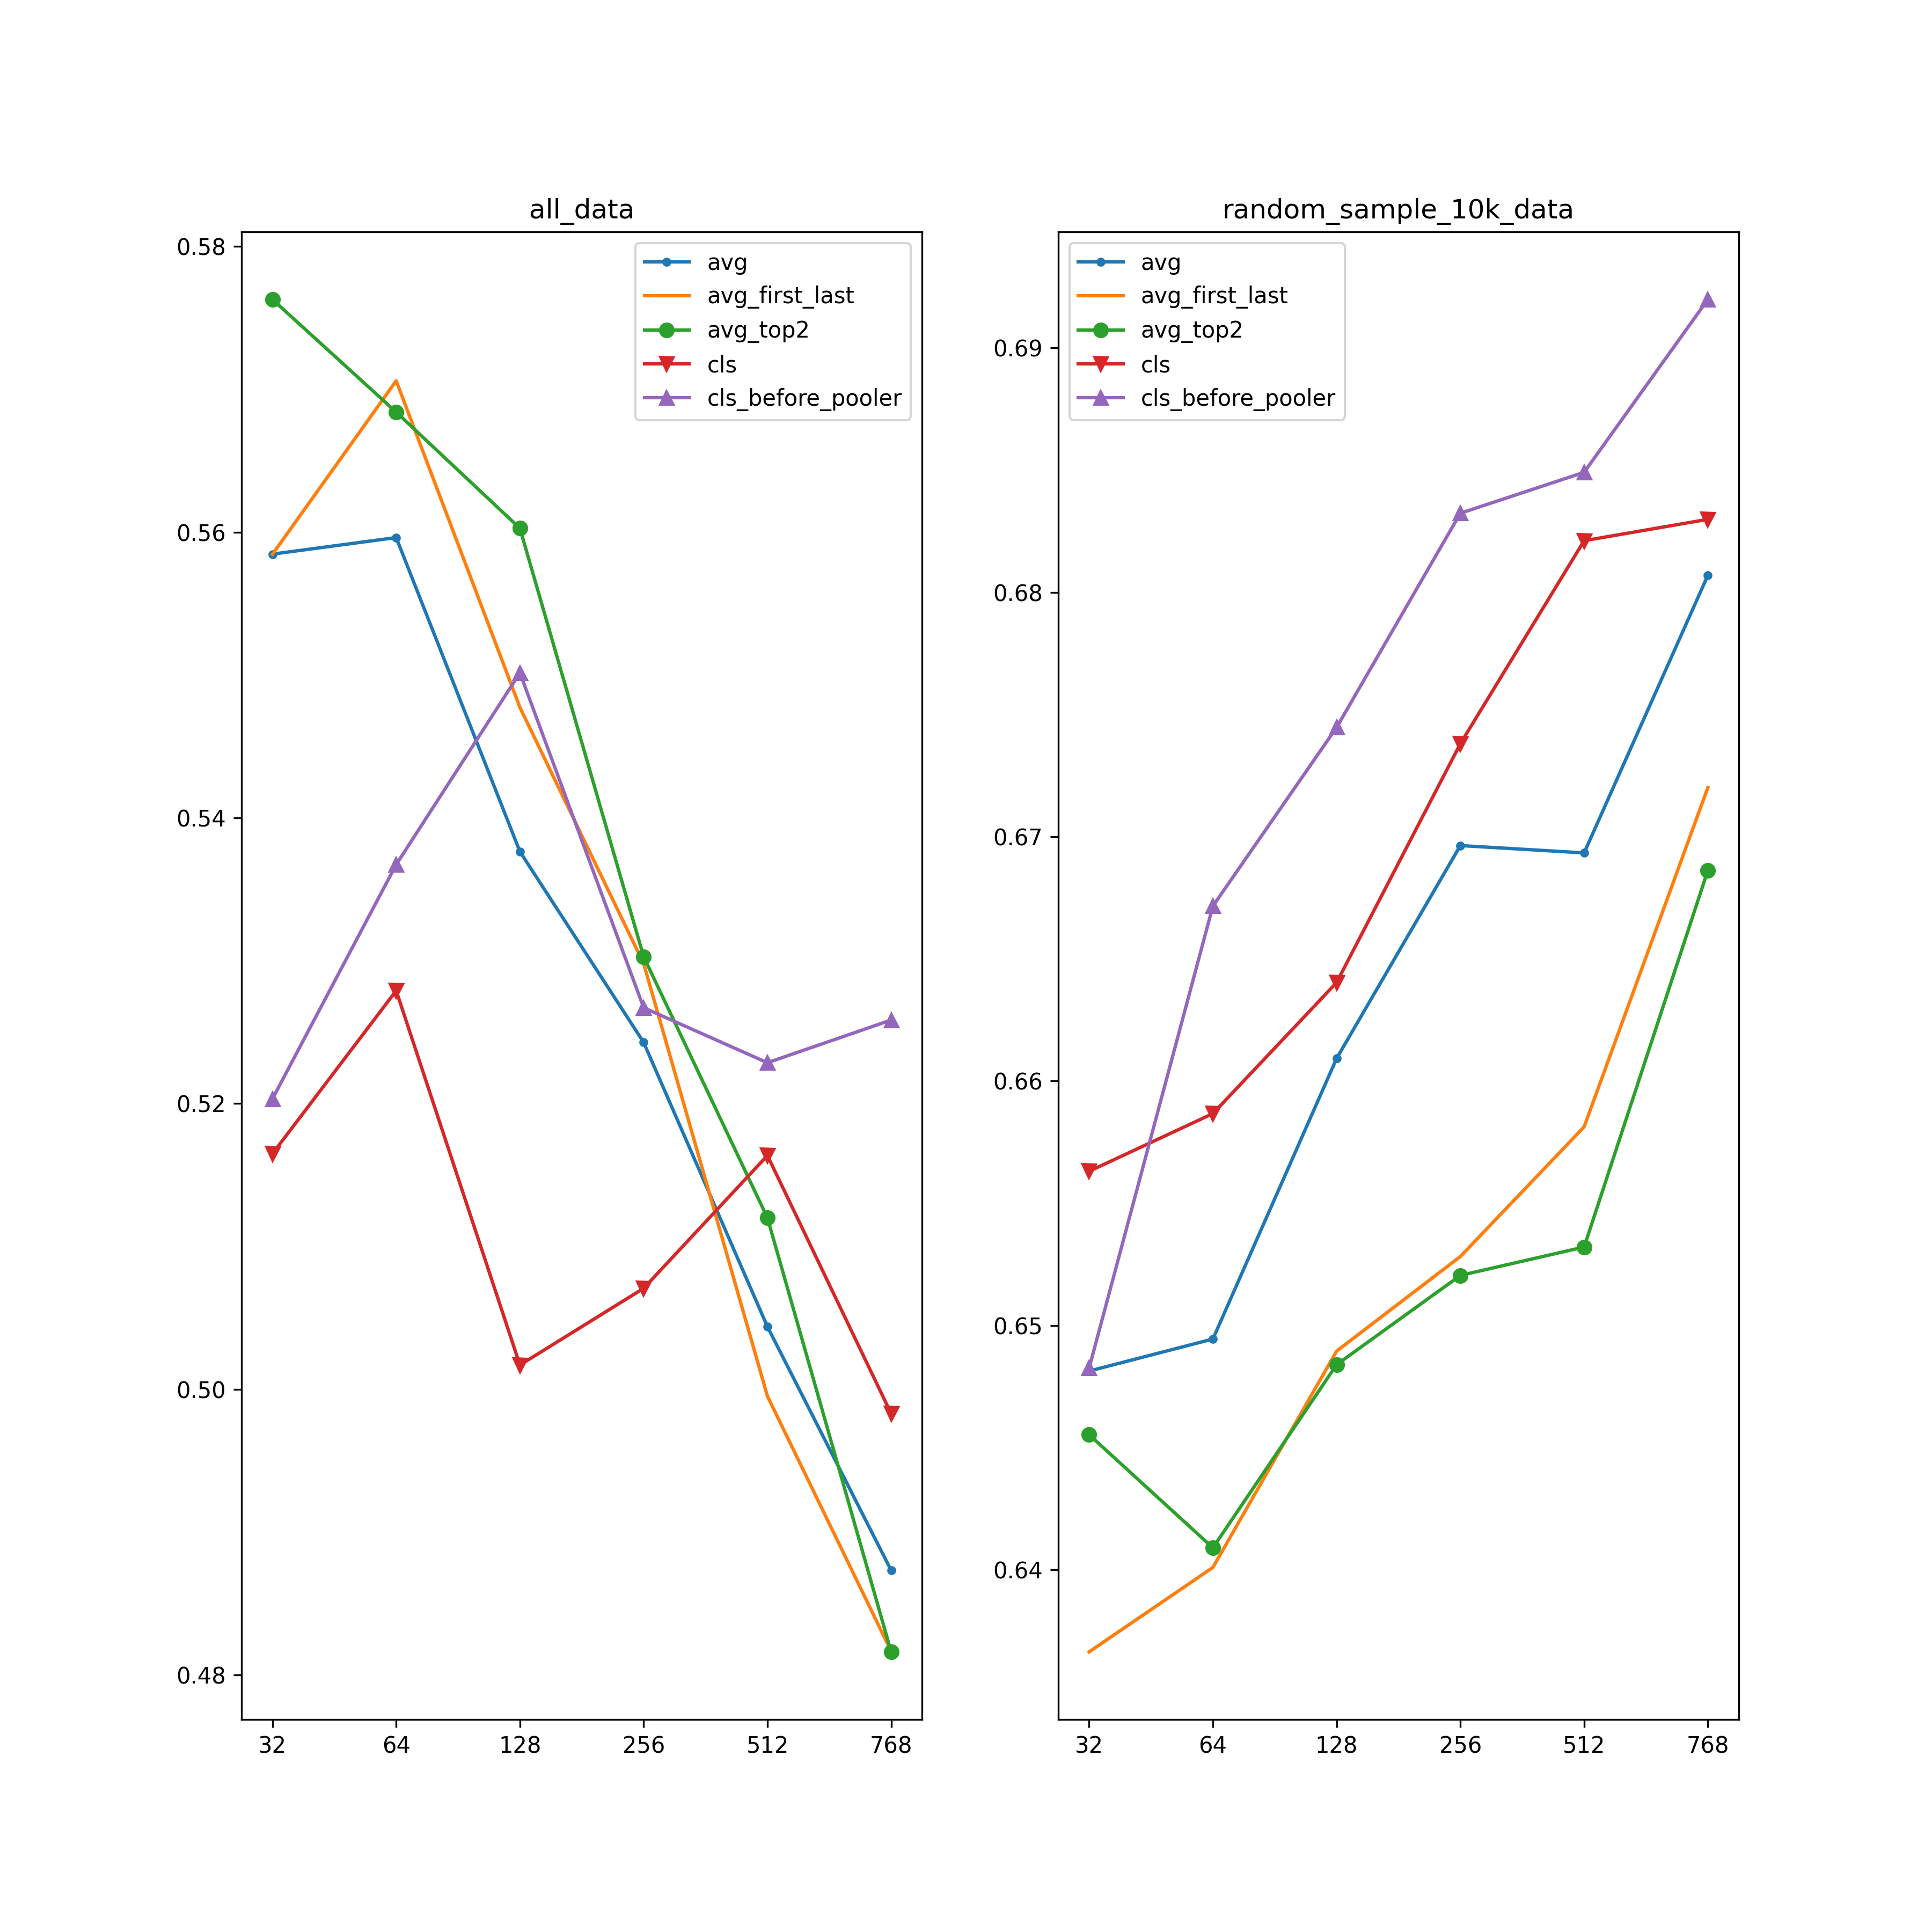 all_data
0.58
0.56
0.54
0.52
0.50
0.48
32 64 128 256 512 768
avg
avg_first_last
avg_top2
cls
cls_before_pooler
random_sample_10k_data
0.69
0.68
0.67
0.66
0.65
0.64
32 64 128 256 512 768
avg
avg_first_last
avg_top2
cls
cls_before_pooler